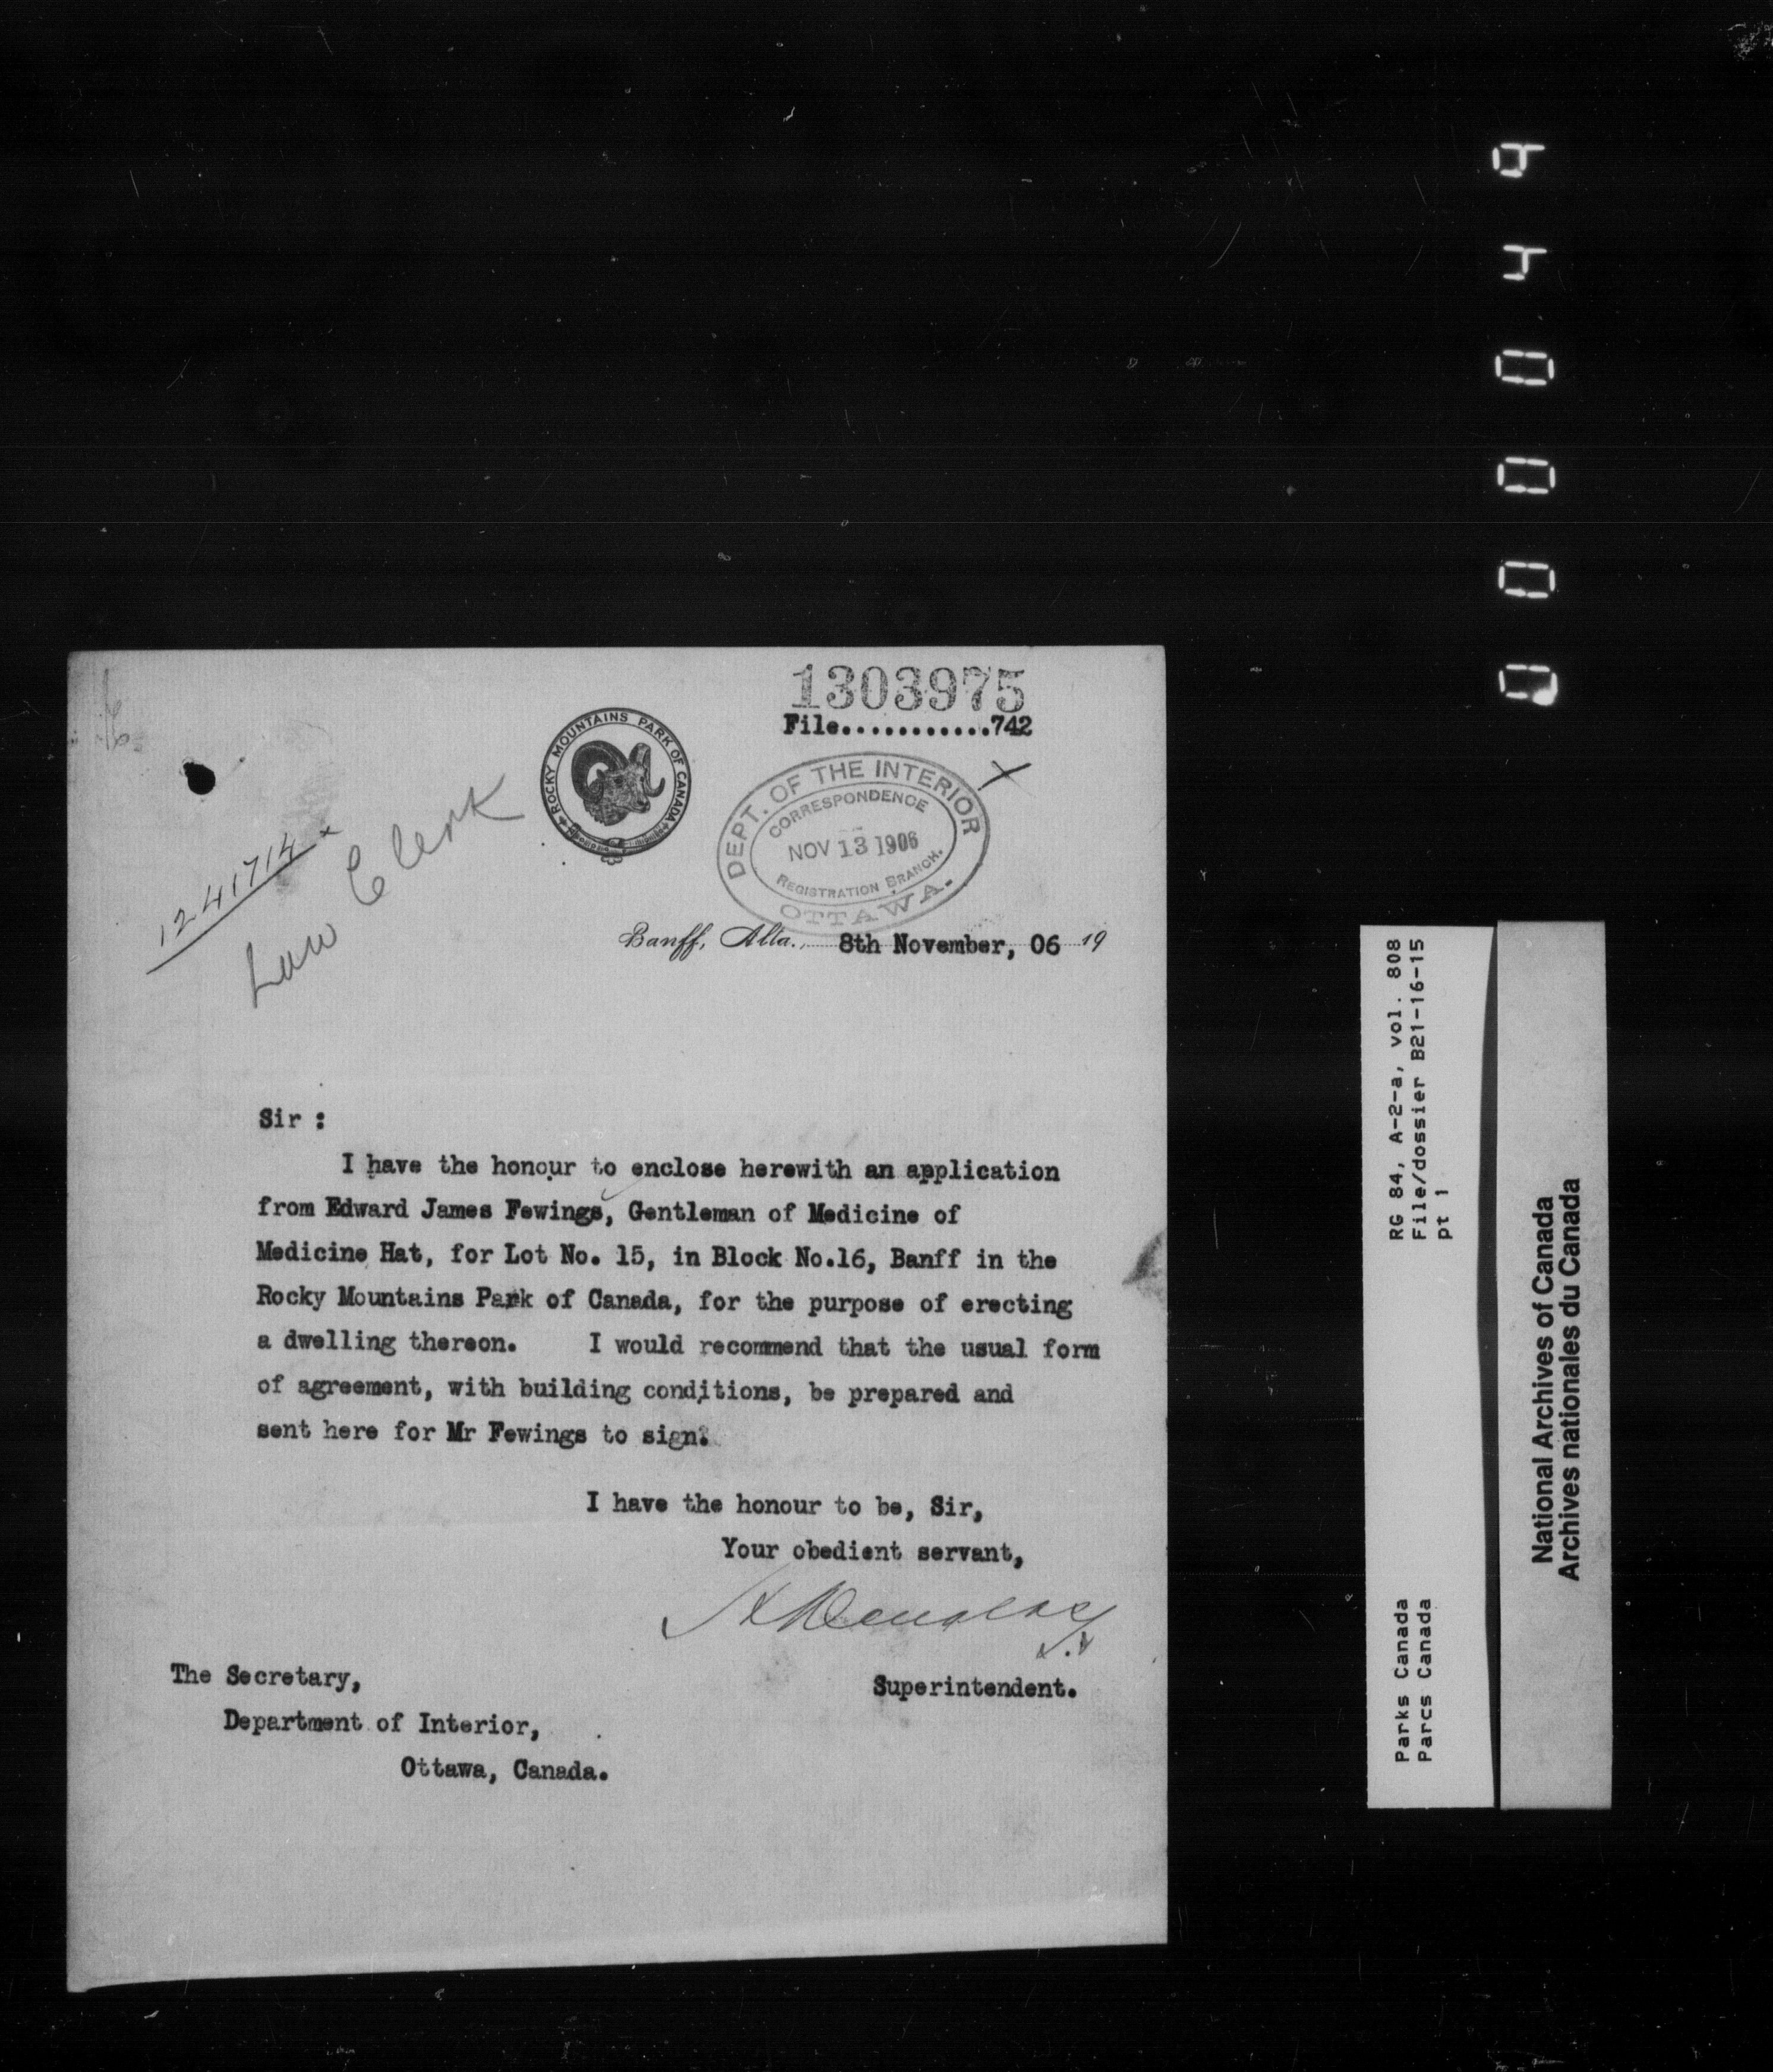 1303975
File............742
ROCKY MOUNTAINS PARK OF CANADA
DEPT. OF THE INTERIOR
CORRESPONDENCE
NOV 13 1906
REGISTRATION BRANCH.
OTTAWA.
1241714 x
Law Clerk
Banff, Alta., 8th November, 06 19
Sir :
I have the honour to enclose herewith an application
from Edward James Fewings, Gentleman of Medicine of
Medicine Hat, for Lot No. 15, in Block No.16, Banff in the
Rocky Mountains Park of Canada, for the purpose of erecting
a dwelling thereon. I would recommend that the usual form
of agreement, with building conditions, be prepared and
sent here for Mr Fewings to sign.
I have the honour to be, Sir,
Your obedient servant,
Douglas
Superintendent.
The Secretary,
Department of Interior,
Ottawa, Canada.
RG 84, A-2-a, vol. 808
File/dossier B21-16-15
pt 1
Parks Canada
Parcs Canada
National Archives of Canada
Archives nationales du Canada